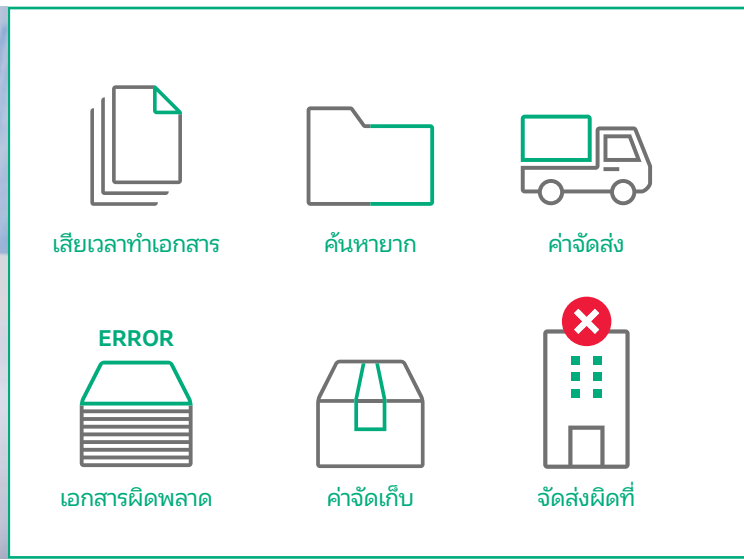 เสียเวลาทำเอกสาร
ค้นหายาก
ค่าจัดส่ง
ERROR
เอกสารผิดพลาด
ค่าจัดเก็บ
จัดส่งผิดที่